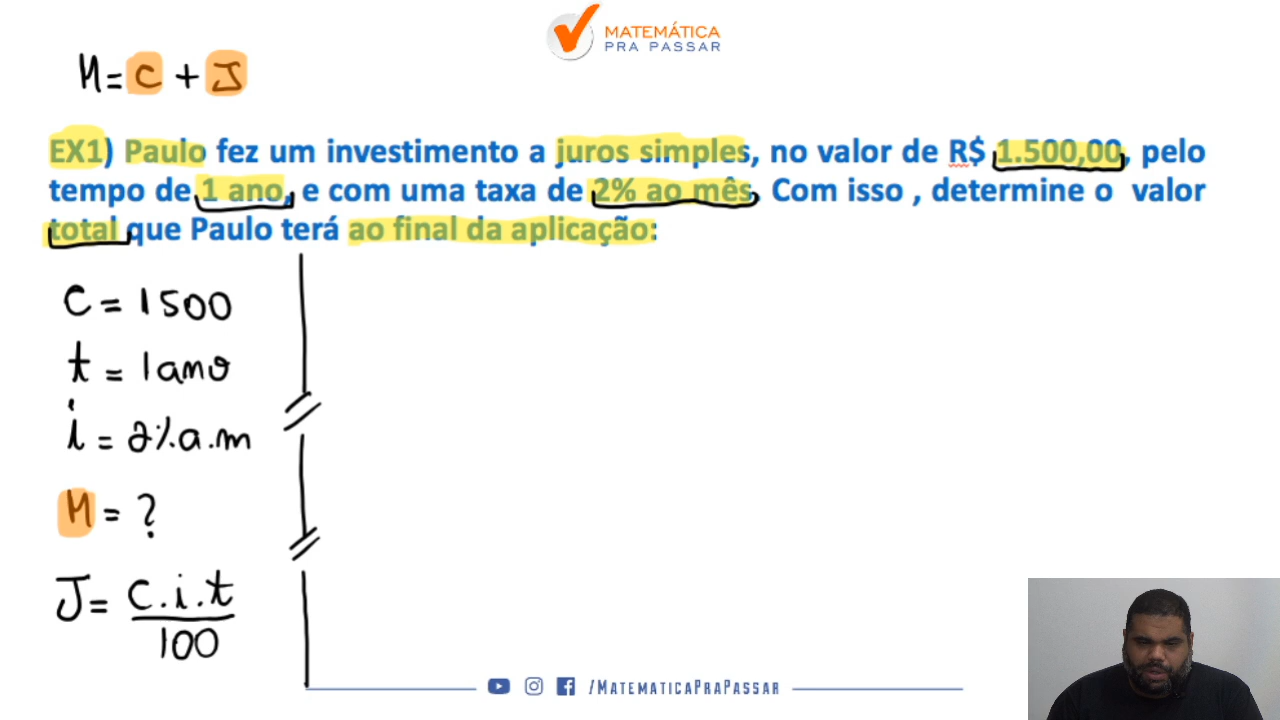 MATEMÁTICA
PRA PASSAR
M=C+J
EX1) Paulo fez um investimento a juros simples, no valor de R$ 1.500,00, pelo
tempo de 1 ano, e com uma taxa de 2% ao mês. Com isso , determine o valor
total que Paulo terá ao final da aplicação:
C = 1500
t = 1ano
i = 2%a.m
M = ?
J= C.i.t
100
/MATEMATICAPRAPASSAR